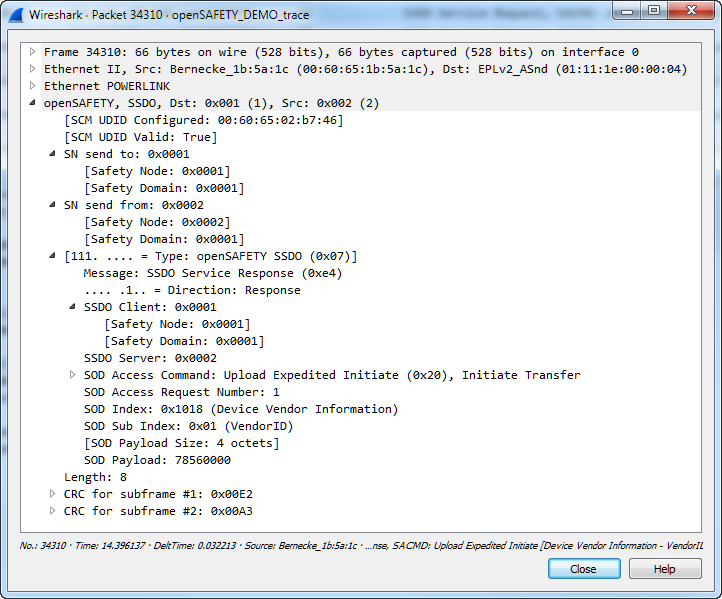 Wireshark · Packet 34310 · openSAFETY_DEMO_trace
Frame 34310: 66 bytes on wire (528 bits), 66 bytes captured (528 bits) on interface 0
Ethernet II, Src: Bernecke_1b:5a:1c (00:60:65:1b:5a:1c), Dst: EPLv2_ASnd (01:11:1e:00:00:04)
Ethernet POWERLINK
openSAFETY, SSDO, Dst: 0x001 (1), Src: 0x002 (2)
[SCM UDID Configured: 00:60:65:02:b7:46]
[SCM UDID Valid: True]
SN send to: 0x0001
[Safety Node: 0x0001]
[Safety Domain: 0x0001]
SN send from: 0x0002
[Safety Node: 0x0002]
[Safety Domain: 0x0001]
[111. .... = Type: openSAFETY SSDO (0x07)]
Message: SSDO Service Response (0xe4)
.... .1.. = Direction: Response
SSDO Client: 0x0001
[Safety Node: 0x0001]
[Safety Domain: 0x0001]
SSDO Server: 0x0002
SOD Access Command: Upload Expedited Initiate (0x20), Initiate Transfer
SOD Access Request Number: 1
SOD Index: 0x1018 (Device Vendor Information)
SOD Sub Index: 0x01 (VendorID)
[SOD Payload Size: 4 octets]
SOD Payload: 78560000
Length: 8
CRC for subframe #1: 0x00E2
CRC for subframe #2: 0x00A3
No.: 34310 · Time: 14.396137 · DeltTime: 0.032213 · Source: Bernecke_1b:5a:1c · ...nse, SACMD: Upload Expedited Initiate [Device Vendor Information - VendorID
Close Help